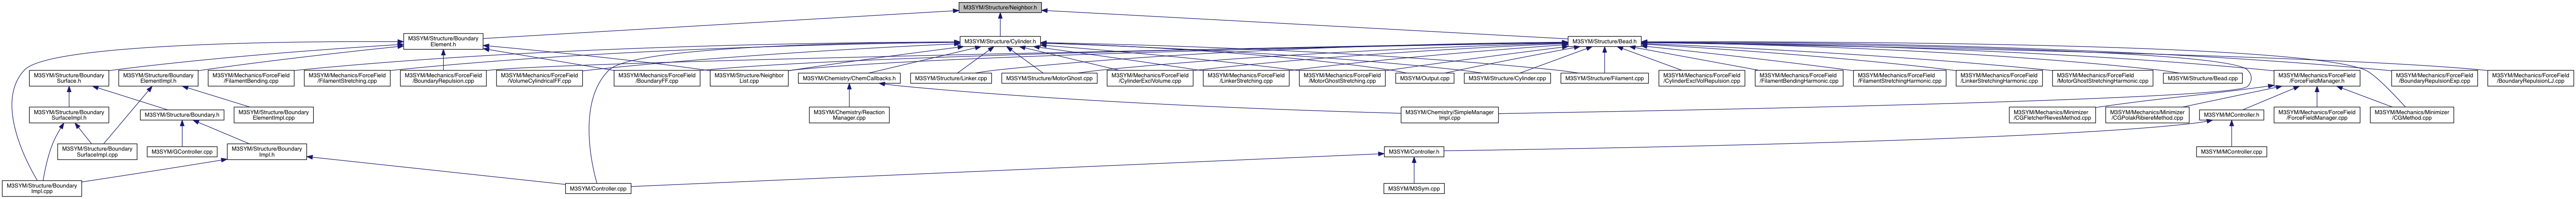 M3SYM/Structure/Neighbor.h
M3SYM/Structure/Boundary
Element.h
M3SYM/Structure/Cylinder.h
M3SYM/Structure/Bead.h
M3SYM/Structure/Boundary
Surface.h
M3SYM/Structure/Boundary
ElementImpl.h
M3SYM/Mechanics/ForceField
/FilamentBending.cpp
M3SYM/Mechanics/ForceField
/FilamentStretching.cpp
M3SYM/Mechanics/ForceField
/BoundaryRepulsion.cpp
M3SYM/Mechanics/ForceField
/VolumeCylindricalFF.cpp
M3SYM/Mechanics/ForceField
/BoundaryFF.cpp
M3SYM/Structure/Neighbor
List.cpp
M3SYM/Chemistry/ChemCallbacks.h
M3SYM/Structure/Linker.cpp
M3SYM/Structure/MotorGhost.cpp
M3SYM/Mechanics/ForceField
/CylinderExclVolume.cpp
M3SYM/Mechanics/ForceField
/LinkerStretching.cpp
M3SYM/Mechanics/ForceField
/MotorGhostStretching.cpp
M3SYM/Output.cpp
M3SYM/Structure/Cylinder.cpp
M3SYM/Structure/Filament.cpp
M3SYM/Mechanics/ForceField
/CylinderExclVolRepulsion.cpp
M3SYM/Mechanics/ForceField
/FilamentBendingHarmonic.cpp
M3SYM/Mechanics/ForceField
/FilamentStretchingHarmonic.cpp
M3SYM/Mechanics/ForceField
/LinkerStretchingHarmonic.cpp
M3SYM/Mechanics/ForceField
/MotorGhostStretchingHarmonic.cpp
M3SYM/Structure/Bead.cpp
M3SYM/Mechanics/ForceField
/ForceFieldManager.h
M3SYM/Mechanics/ForceField
/BoundaryRepulsionExp.cpp
M3SYM/Mechanics/ForceField
/BoundaryRepulsionLJ.cpp
M3SYM/Structure/Boundary
SurfaceImpl.h
M3SYM/Structure/Boundary.h
M3SYM/Structure/Boundary
ElementImpl.cpp
M3SYM/Chemistry/Reaction
Manager.cpp
M3SYM/Chemistry/SimpleManager
Impl.cpp
M3SYM/Mechanics/Minimizer
/CGFletcherRievesMethod.cpp
M3SYM/Mechanics/Minimizer
/CGPolakRibiereMethod.cpp
M3SYM/MController.h
M3SYM/Mechanics/ForceField
/ForceFieldManager.cpp
M3SYM/Mechanics/Minimizer
/CGMethod.cpp
M3SYM/Structure/Boundary
SurfaceImpl.cpp
M3SYM/GController.cpp
M3SYM/Structure/Boundary
Impl.h
M3SYM/Controller.h
M3SYM/MController.cpp
M3SYM/Structure/Boundary
Impl.cpp
M3SYM/Controller.cpp
M3SYM/M3Sym.cpp